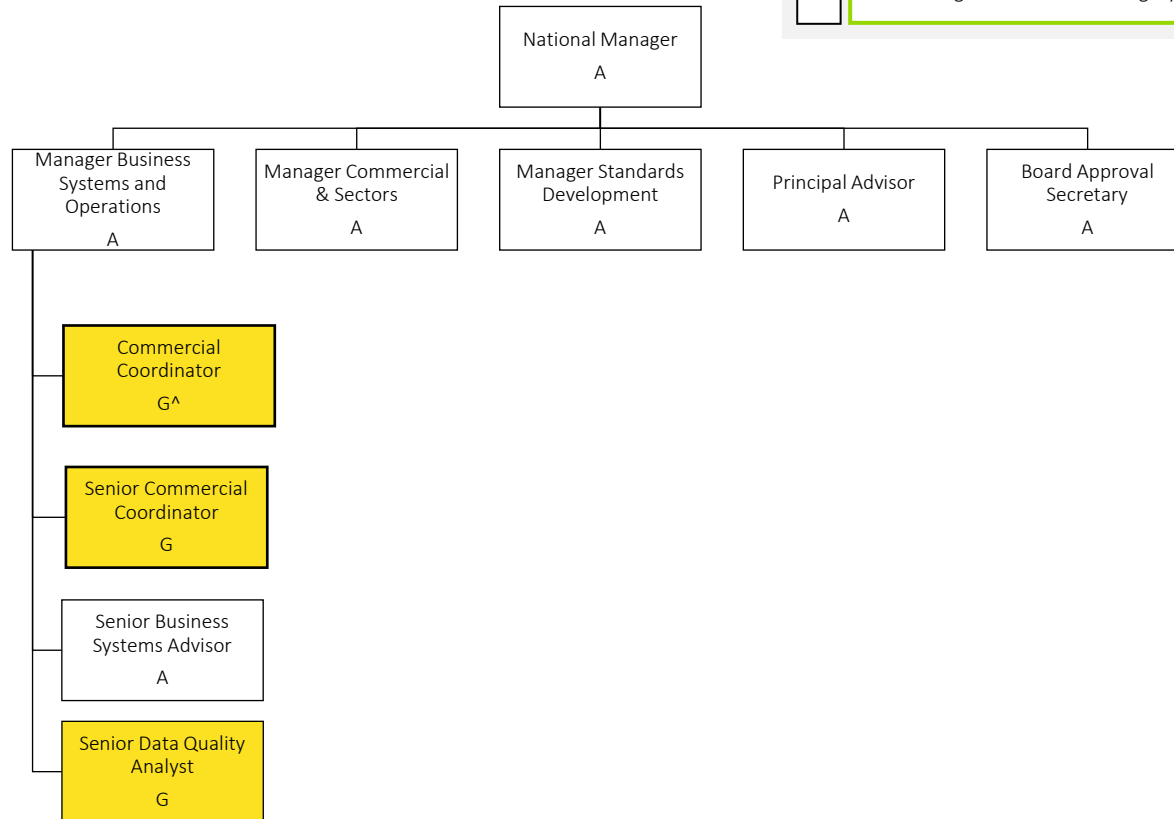 National Manager
A
Manager Business
Systems and
Operations
A
Manager Commercial
& Sectors
A
Manager Standards
Development
A
Principal Advisor
A
Board Approval
Secretary
A
Commercial
Coordinator
G^
Senior Commercial
Coordinator
G
Senior Business
Systems Advisor
A
Senior Data Quality
Analyst
G